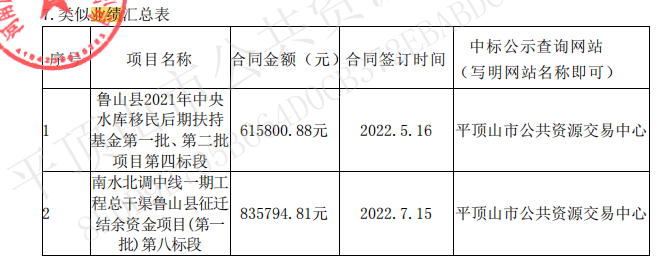 7.类似业绩汇总表
序号 项目名称 合同金额（元） 合同签订时间 中标公示查询网站
（写明网站名称即可）
1 鲁山县2021年中央
水库移民后期扶持
基金第一批、第二批
项目第四标段 615800.88元 2022.5.16 平顶山市公共资源交易中心
2 南水北调中线一期工
程总干渠鲁山县征迁
结余资金项目(第一
批)第八标段 835794.81元 2022.7.15 平顶山市公共资源交易中心